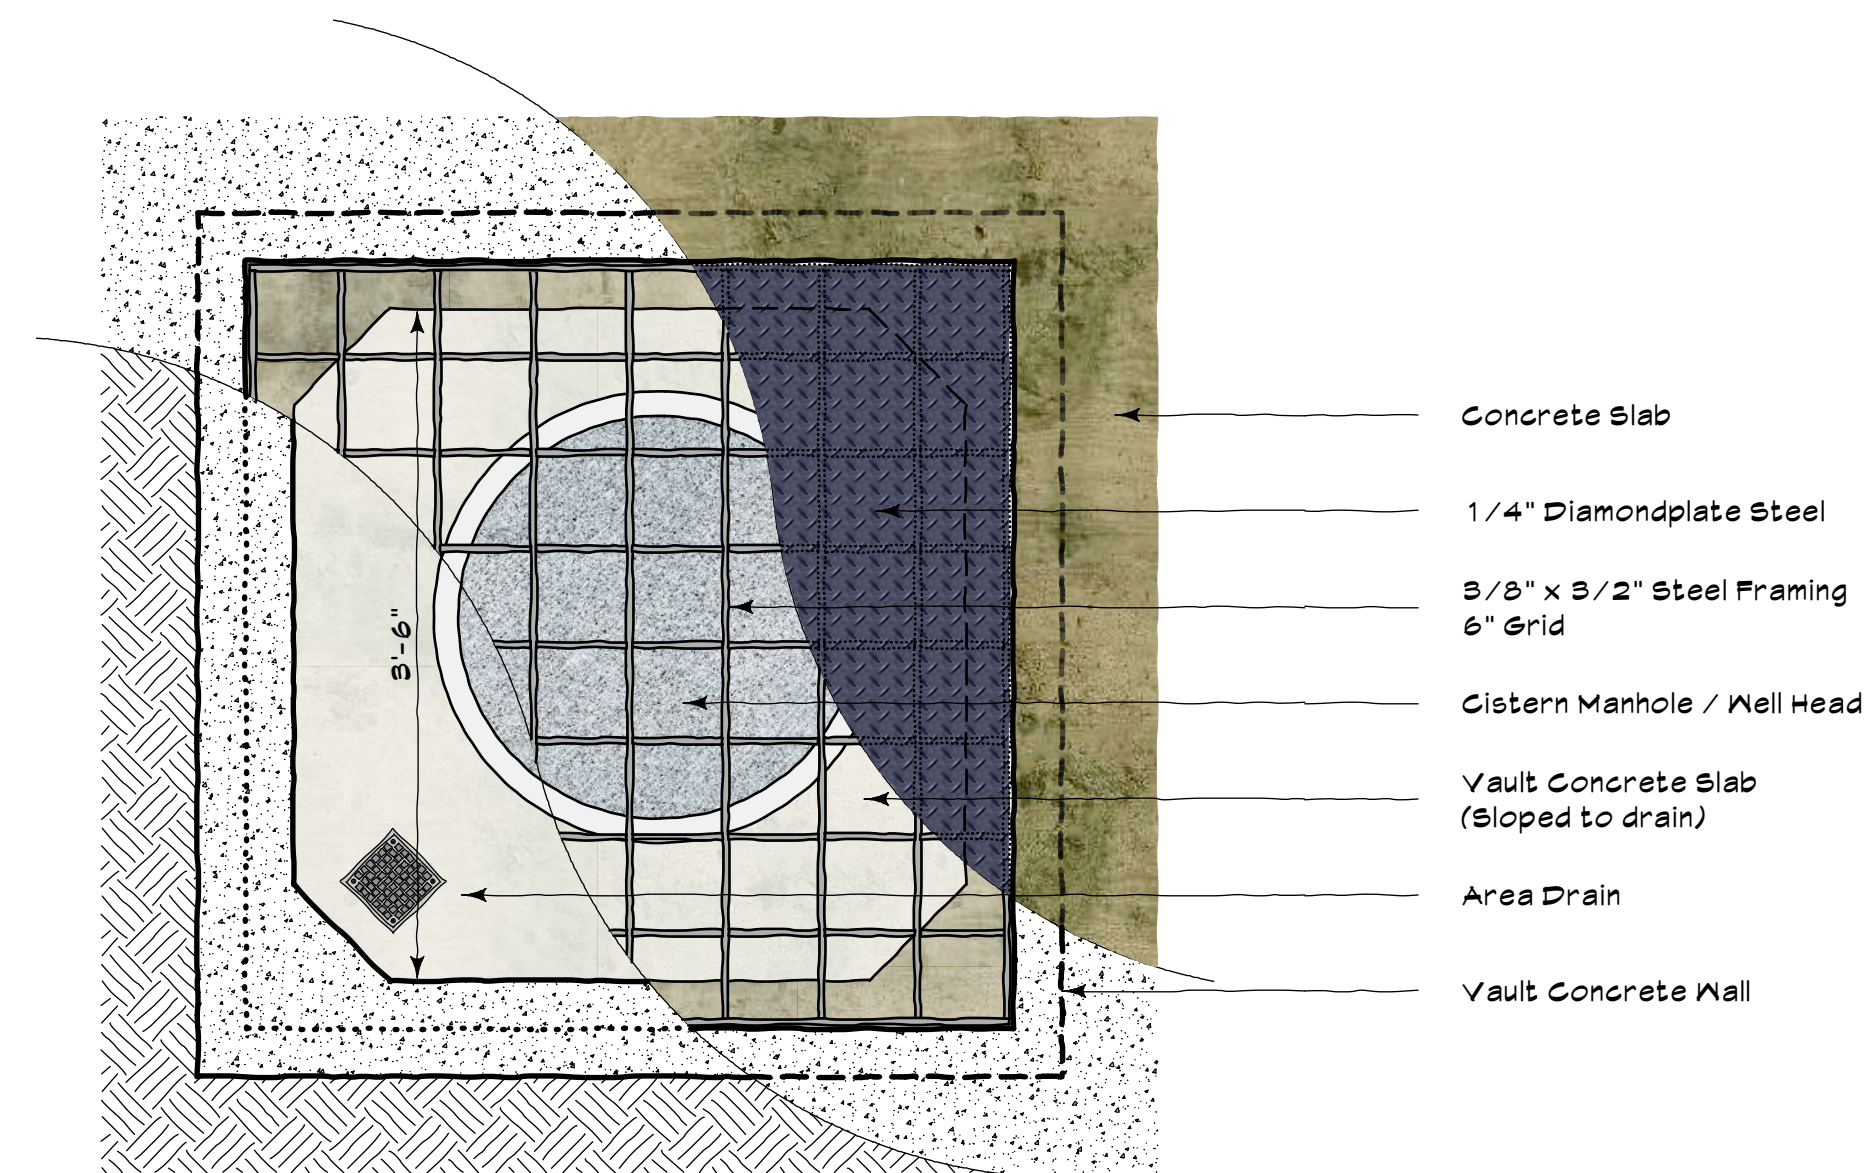 Concrete Slab
1/4" Diamondplate Steel
3/8" x 3/2" Steel Framing
6" Grid
3'-6"
Cistern Manhole / Well Head
Vault Concrete Slab
(Sloped to drain)
Area Drain
Vault Concrete Wall